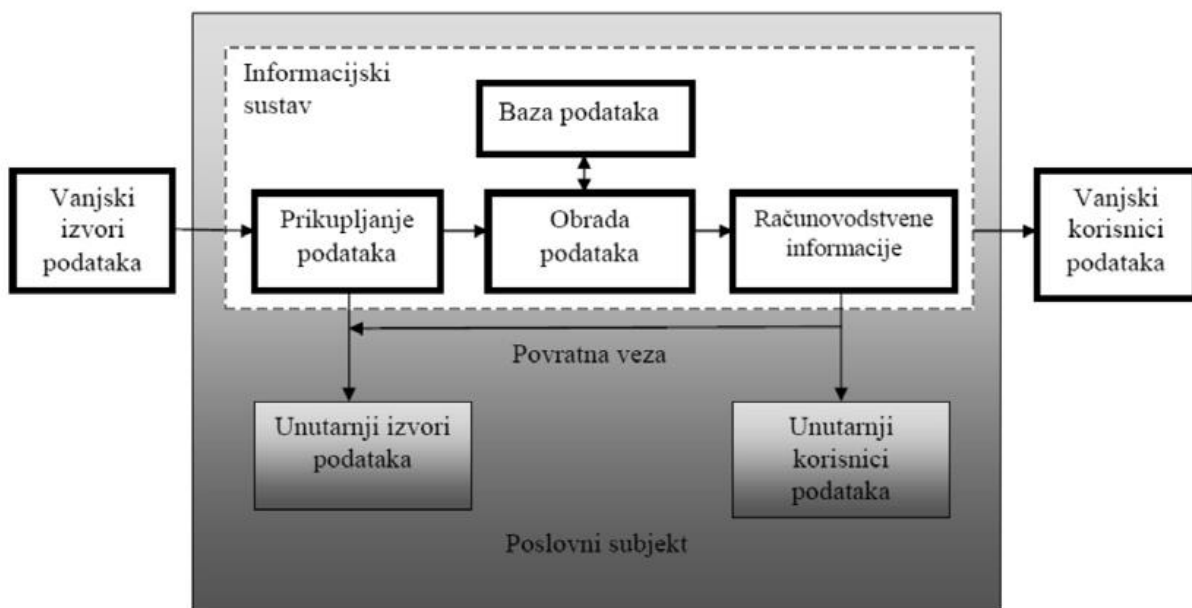 Informacijski
sustav
Baza podataka
Vanjski
izvori
podataka
Prikupljanje
podataka
Obrada
podataka
Računovodstvene
informacije
Vanjski
korisnici
podataka
Povratna veza
Unutarnji izvori
podataka
Unutarnji
korisnici
podataka
Poslovni subjekt